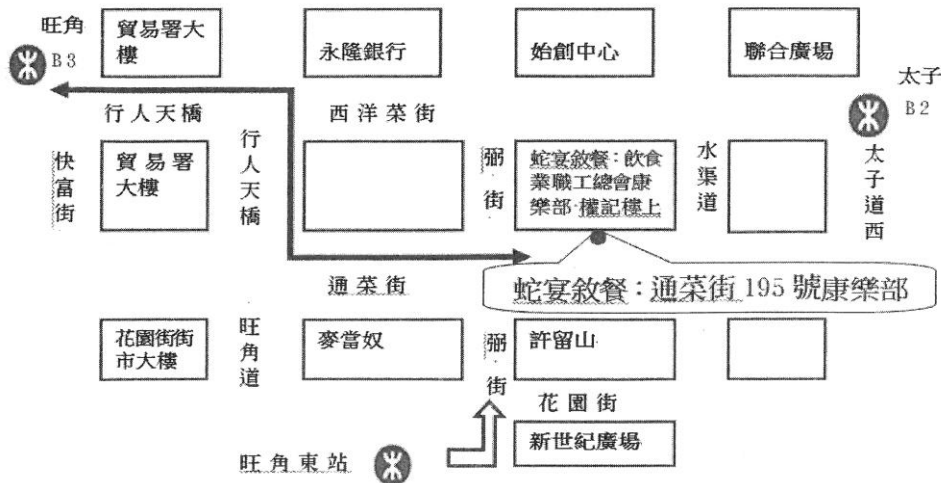 旺角
B3
貿易署大
樓
永隆銀行
始創中心
聯合廣場
太子
B2
行人天橋
西洋菜街
快富街
貿易署
大樓
行人天橋
弼街
蛇宴敘餐：飲食
業職工總會康
樂部 權記樓上
水渠道
太子道西
通菜街
蛇宴敘餐：通菜街 195 號康樂部
花園街街
市大樓
旺角道
麥當奴
弼街
許留山
花園街
新世紀廣場
旺角東站